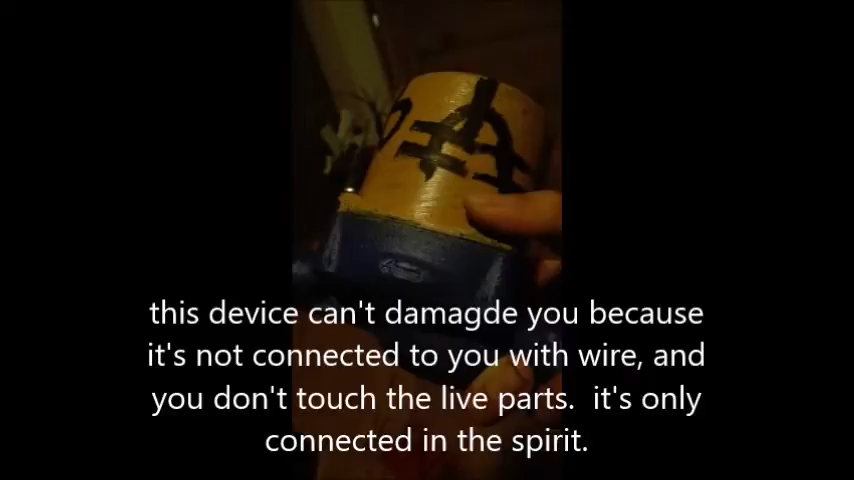 this device can't damagde you because
it's not connected to you with wire, and
you don't touch the live parts.  it's only
connected in the spirit.